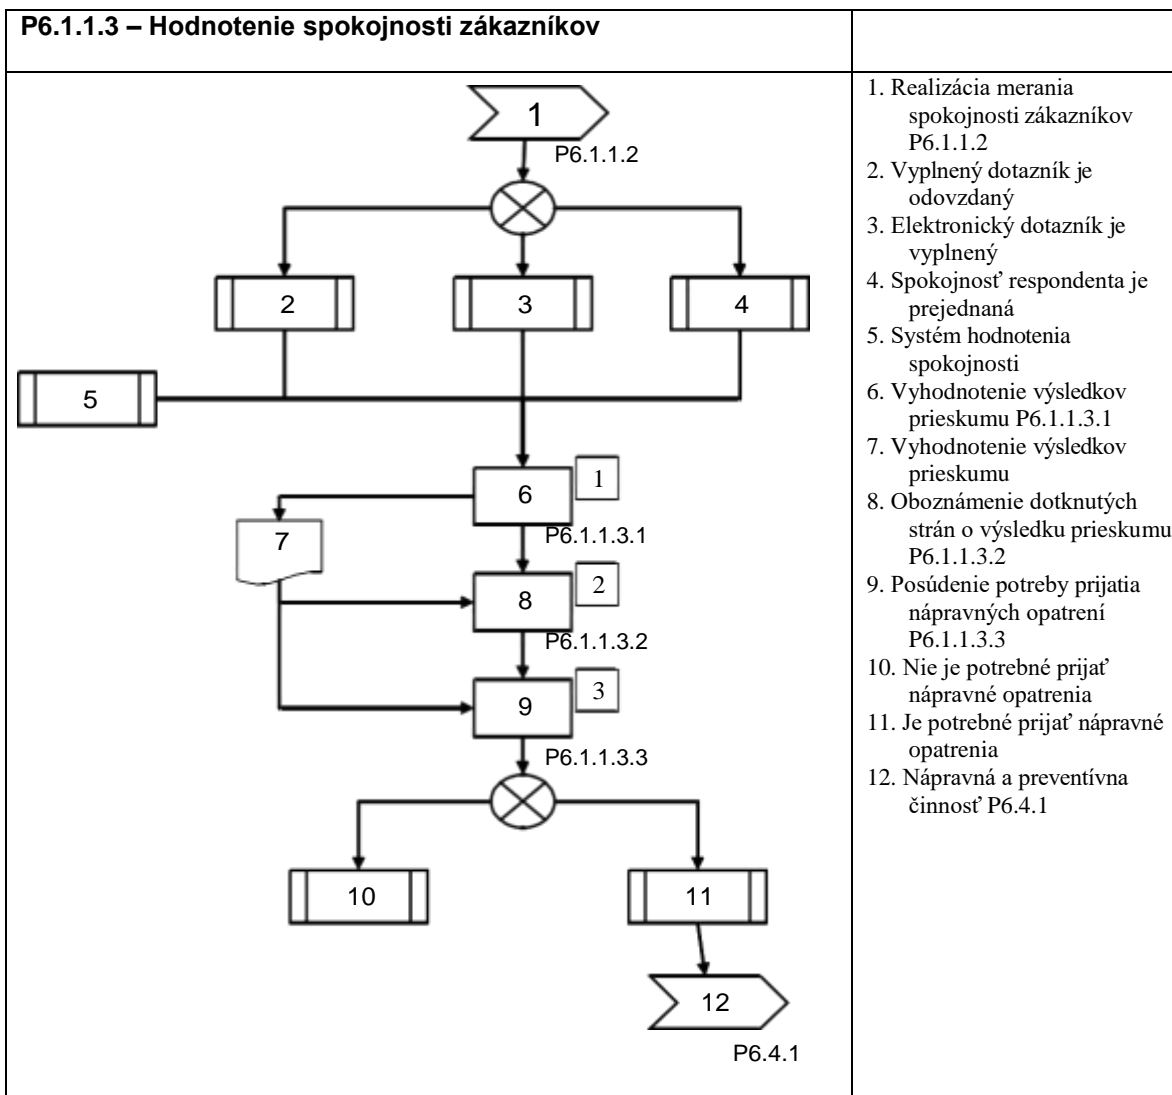 P6.1.1.3 – Hodnotenie spokojnosti zákazníkov
1
P6.1.1.2
2
3
4
5
6
1
P6.1.1.3.1
7
8
2
P6.1.1.3.2
9
3
P6.1.1.3.3
10
11
12
P6.4.1
1. Realizácia merania
spokojnosti zákazníkov
P6.1.1.2
2. Vyplnený dotazník je
odovzdaný
3. Elektronický dotazník je
vyplnený
4. Spokojnosť respondenta je
prejednaná
5. Systém hodnotenia
spokojnosti
6. Vyhodnotenie výsledkov
prieskumu P6.1.1.3.1
7. Vyhodnotenie výsledkov
prieskumu
8. Oboznámenie dotknutých
strán o výsledku prieskumu
P6.1.1.3.2
9. Posúdenie potreby prijatia
nápravných opatrení
P6.1.1.3.3
10. Nie je potrebné prijať
nápravné opatrenia
11. Je potrebné prijať nápravné
opatrenia
12. Nápravná a preventívna
činnosť P6.4.1